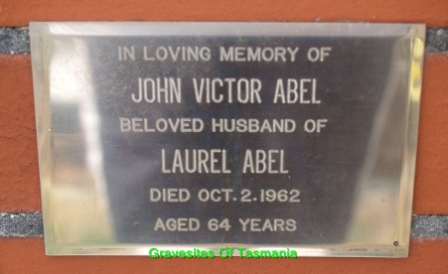 IN LOVING MEMORY OF
JOHN VICTOR ABEL
BELOVED HUSBAND OF
LAUREL ABEL
DIED OCT. 2. 1962
AGED 64 YEARS
Gravesites Of Tasmania